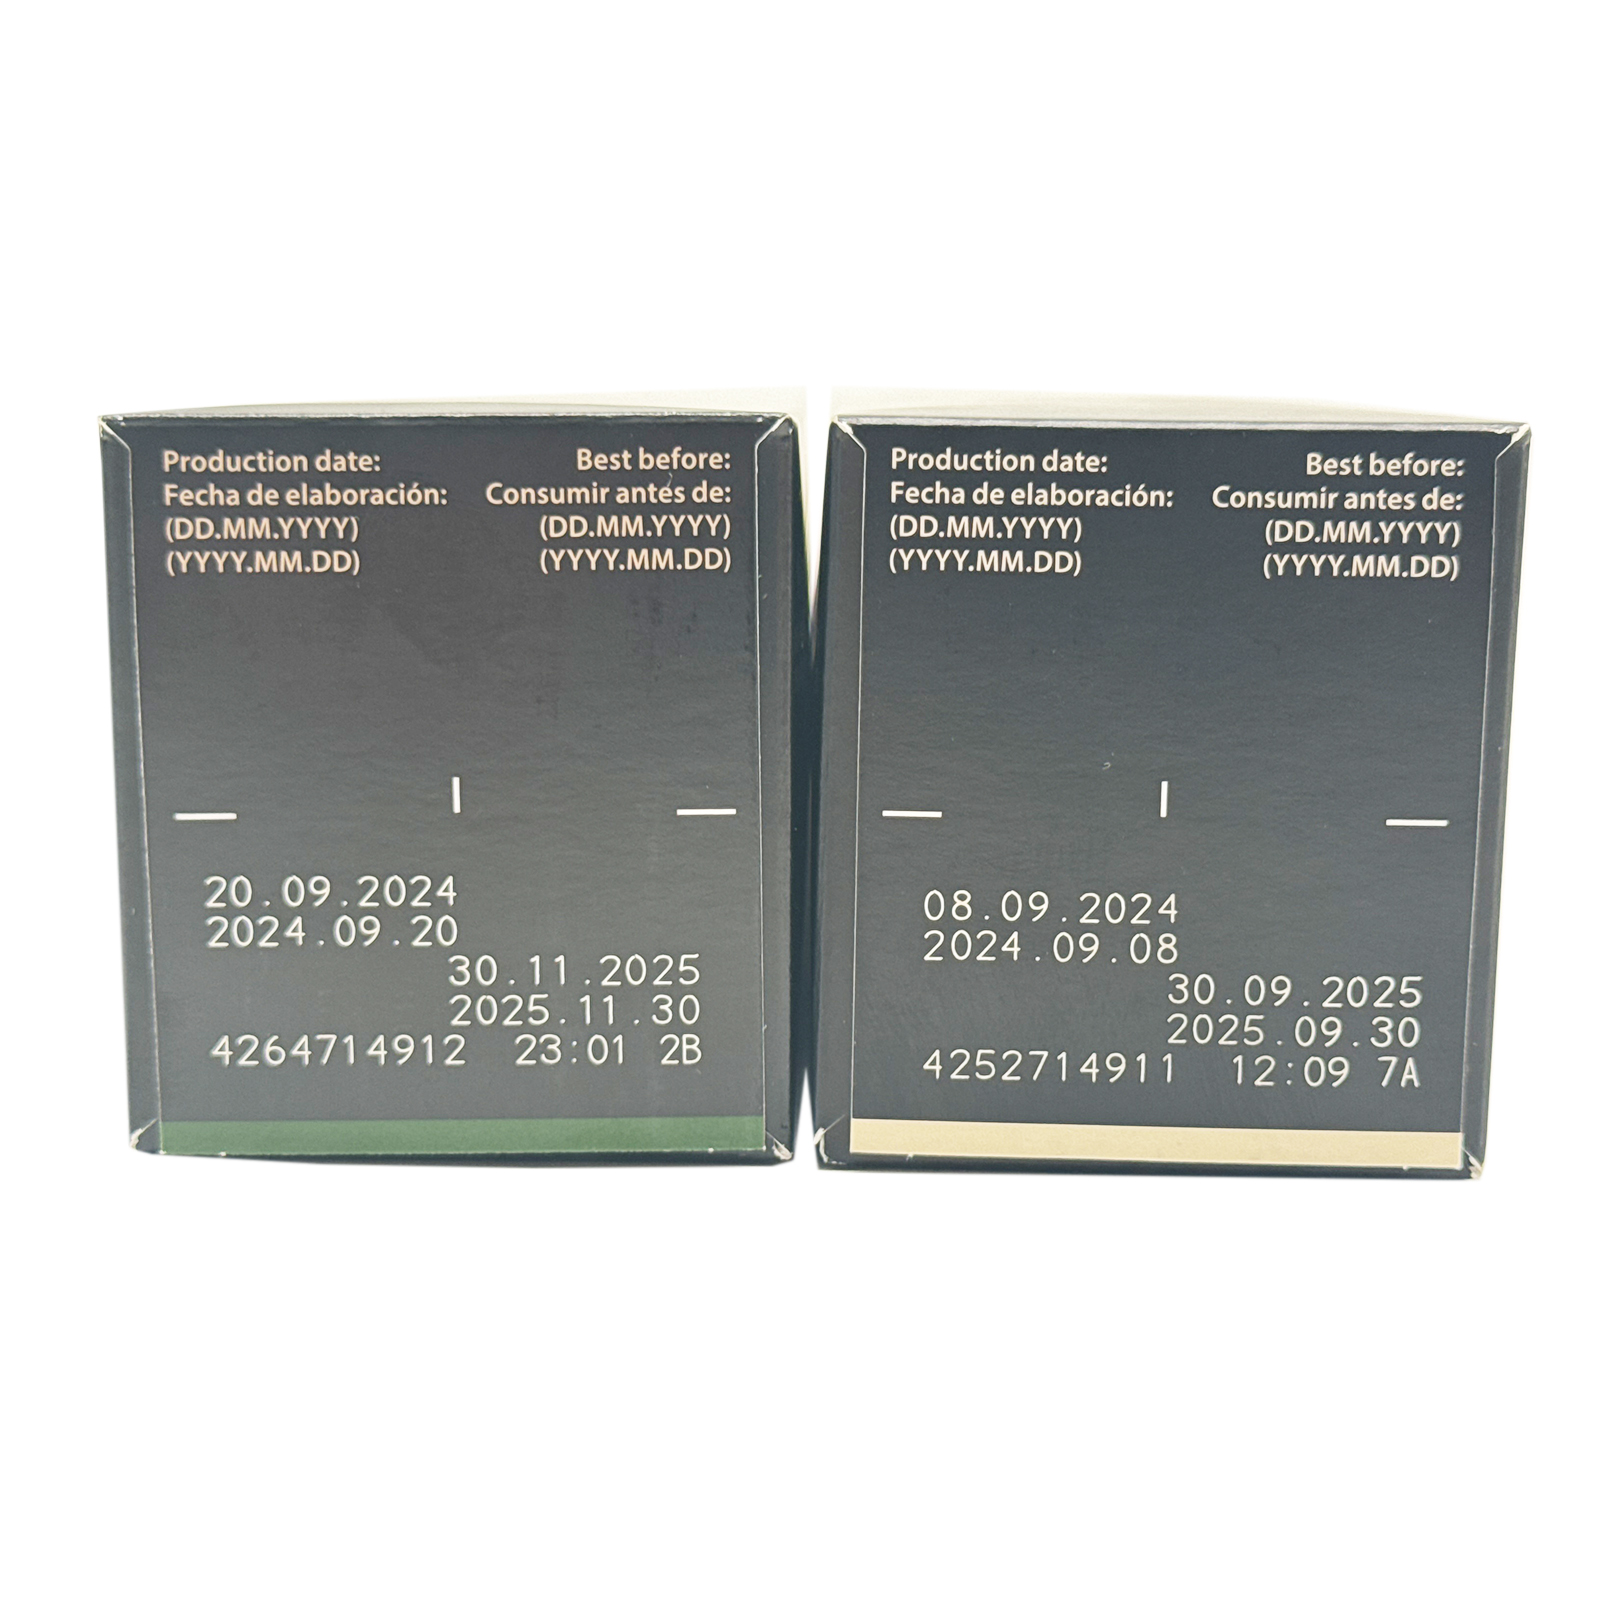 Production date:
Fecha de elaboración:
(DD.MM.YYYY)
(YYYY.MM.DD)
Best before:
Consumir antes de:
(DD.MM.YYYY)
(YYYY.MM.DD)
20.09.2024
2024.09.20
30.11.2025
2025.11.30
4264714912 23:01 2B
Production date:
Fecha de elaboración:
(DD.MM.YYYY)
(YYYY.MM.DD)
Best before:
Consumir antes de:
(DD.MM.YYYY)
(YYYY.MM.DD)
08.09.2024
2024.09.08
30.09.2025
2025.09.30
4252714911 12:09 7A